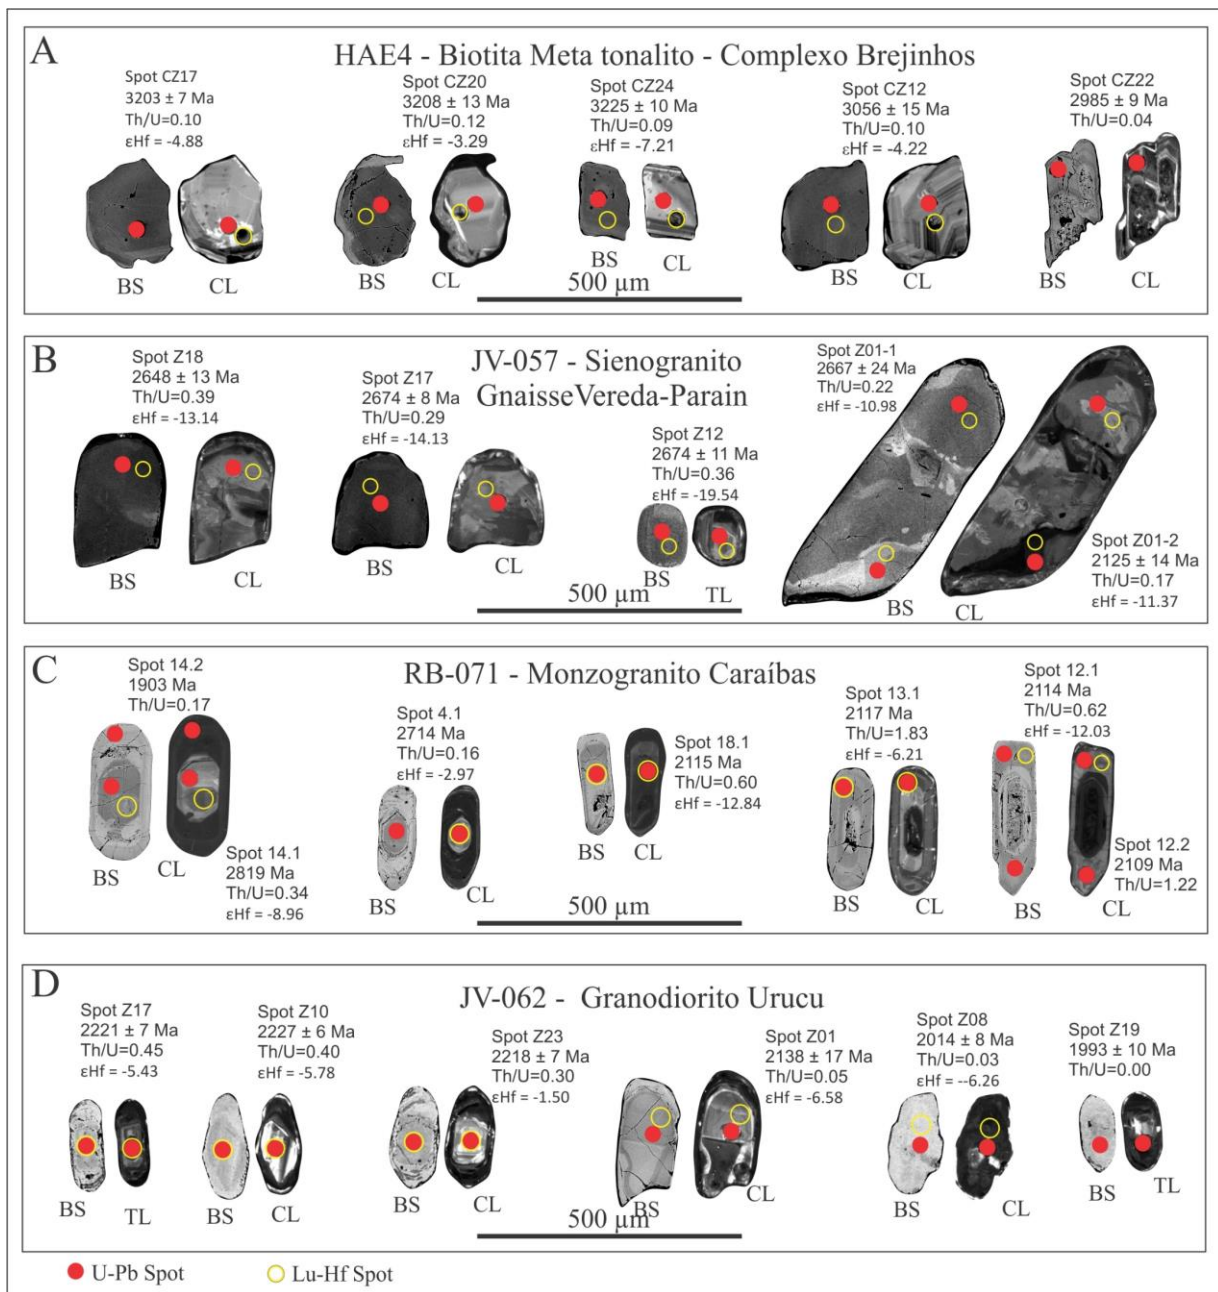 A
HAE4 - Biotita Meta tonalito - Complexo Brejinhos
Spot CZ17
3203 ± 7 Ma
Th/U=0.10
εHf = -4.88
BS
CL
Spot CZ20
3208 ± 13 Ma
Th/U=0.12
εHf = -3.29
BS
CL
Spot CZ24
3225 ± 10 Ma
Th/U=0.09
εHf = -7.21
BS
CL
Spot CZ12
3056 ± 15 Ma
Th/U=0.10
εHf = -4.22
BS
CL
Spot CZ22
2985 ± 9 Ma
Th/U=0.04
BS
CL
500 µm
B
JV-057 - Sienogranito
GnaisseVereda-Parain
Spot Z18
2648 ± 13 Ma
Th/U=0.39
εHf = -13.14
BS
CL
Spot Z17
2674 ± 8 Ma
Th/U=0.29
εHf = -14.13
BS
CL
Spot Z12
2674 ± 11 Ma
Th/U=0.36
εHf = -19.54
BS
TL
Spot Z01-1
2667 ± 24 Ma
Th/U=0.22
εHf = -10.98
Spot Z01-2
2125 ± 14 Ma
Th/U=0.17
εHf = -11.37
BS
CL
500 µm
C
RB-071 - Monzogranito Caraíbas
Spot 14.2
1903 Ma
Th/U=0.17
Spot 14.1
2819 Ma
Th/U=0.34
εHf = -8.96
BS
CL
Spot 4.1
2714 Ma
Th/U=0.16
εHf = -2.97
BS
CL
Spot 18.1
2115 Ma
Th/U=0.60
εHf = -12.84
BS
CL
Spot 13.1
2117 Ma
Th/U=1.83
εHf = -6.21
BS
CL
Spot 12.1
2114 Ma
Th/U=0.62
εHf = -12.03
Spot 12.2
2109 Ma
Th/U=1.22
BS
CL
500 µm
D
JV-062 - Granodiorito Urucu
Spot Z17
2221 ± 7 Ma
Th/U=0.45
εHf = -5.43
BS
TL
Spot Z10
2227 ± 6 Ma
Th/U=0.40
εHf = -5.78
BS
CL
Spot Z23
2218 ± 7 Ma
Th/U=0.30
εHf = -1.50
BS
CL
Spot Z01
2138 ± 17 Ma
Th/U=0.05
εHf = -6.58
BS
CL
Spot Z08
2014 ± 8 Ma
Th/U=0.03
εHf = --6.26
BS
CL
Spot Z19
1993 ± 10 Ma
Th/U=0.00
BS
TL
500 µm
U-Pb Spot
Lu-Hf Spot